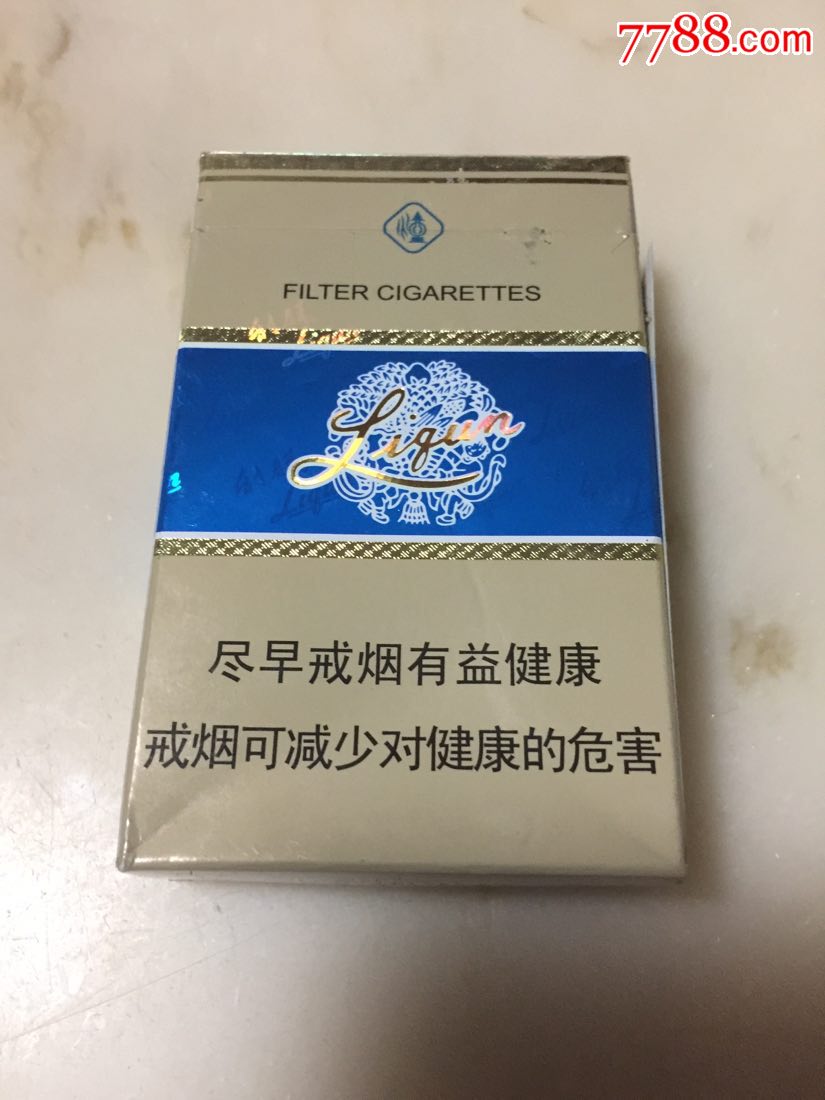 7788.com
FILTER CIGARETTES
Liqun
尽早戒烟有益健康
戒烟可减少对健康的危害